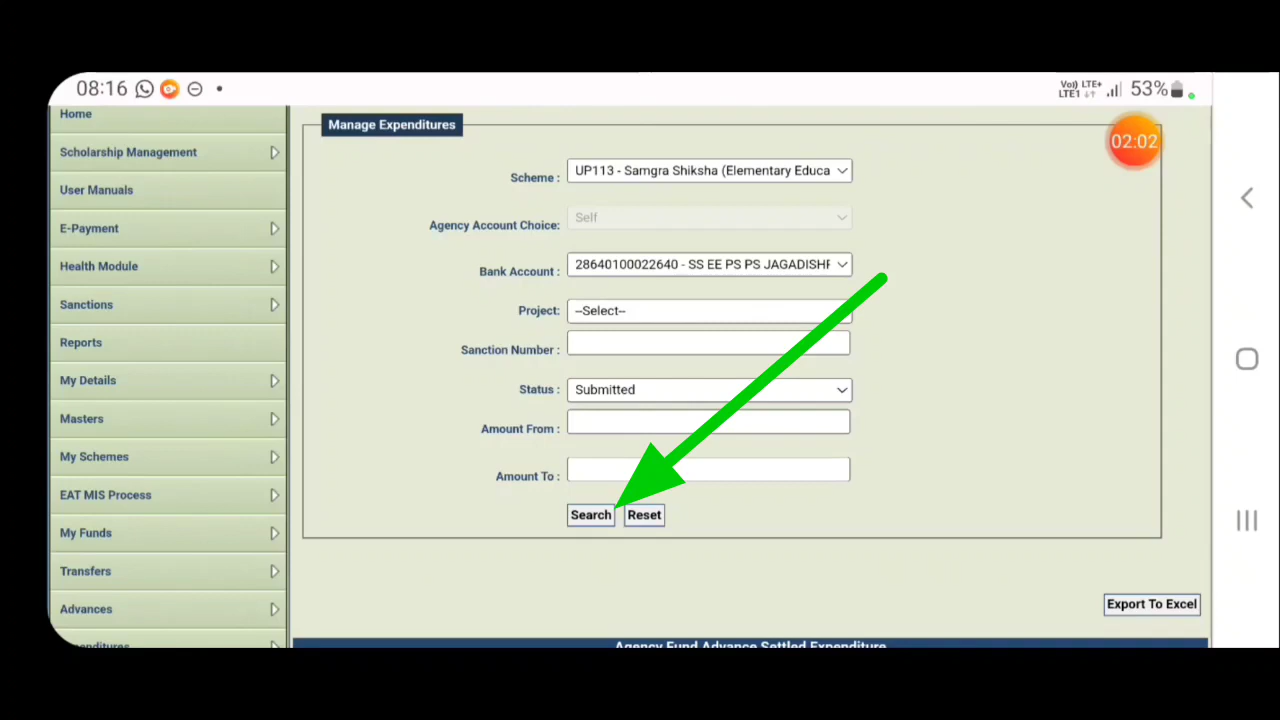 08:16
Vo) LTE+
LTE1
53%
Home
Scholarship Management
User Manuals
E-Payment
Health Module
Sanctions
Reports
My Details
Masters
My Schemes
EAT MIS Process
My Funds
Transfers
Advances
Manage Expenditures
02:02
Scheme : UP113 - Samgra Shiksha (Elementary Educa
Agency Account Choice: Self
Bank Account : 28640100022640 - SS EE PS PS JAGADISHP
Project: --Select--
Sanction Number :
Status : Submitted
Amount From :
Amount To :
Search Reset
Export To Excel
Agency Fund Advance Settled Expenditure